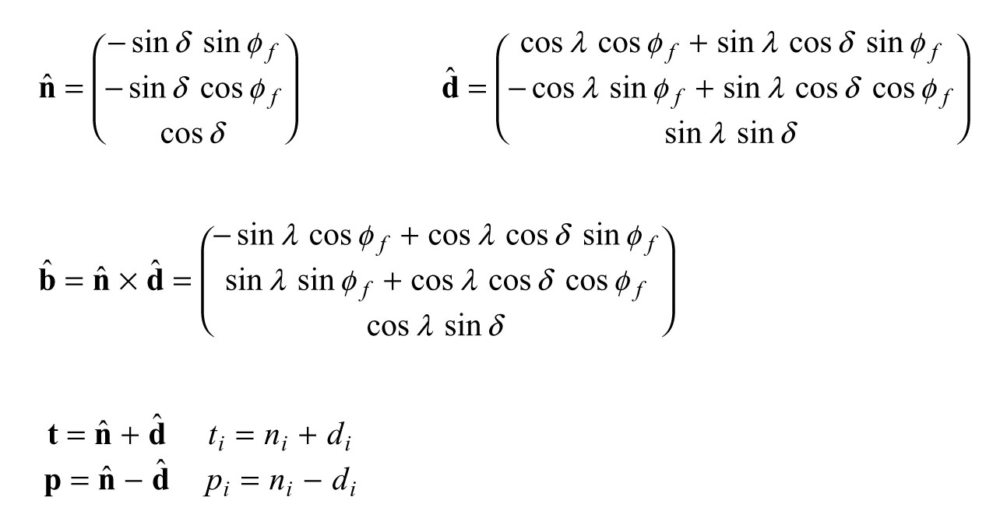 n̂ = ( − sin δ sin ϕ_f
− sin δ cos ϕ_f
cos δ )
d̂ = ( cos λ cos ϕ_f + sin λ cos δ sin ϕ_f
− cos λ sin ϕ_f + sin λ cos δ cos ϕ_f
sin λ sin δ )
b̂ = n̂ × d̂ = ( − sin λ cos ϕ_f + cos λ cos δ sin ϕ_f
sin λ sin ϕ_f + cos λ cos δ cos ϕ_f
cos λ sin δ )
t = n̂ + d̂ t_i = n_i + d_i
p = n̂ − d̂ p_i = n_i − d_i